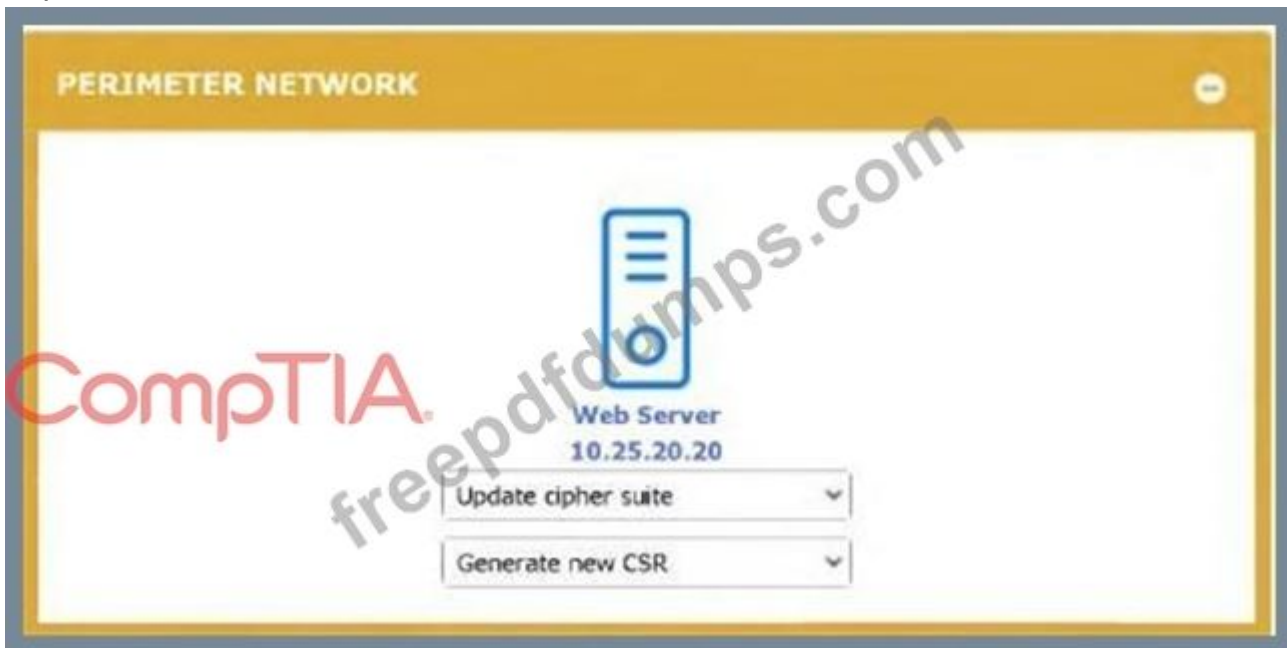 PERIMETER NETWORK
CompTIA.
freepdfdumps.com
Web Server
10.25.20.20
Update cipher suite
Generate new CSR